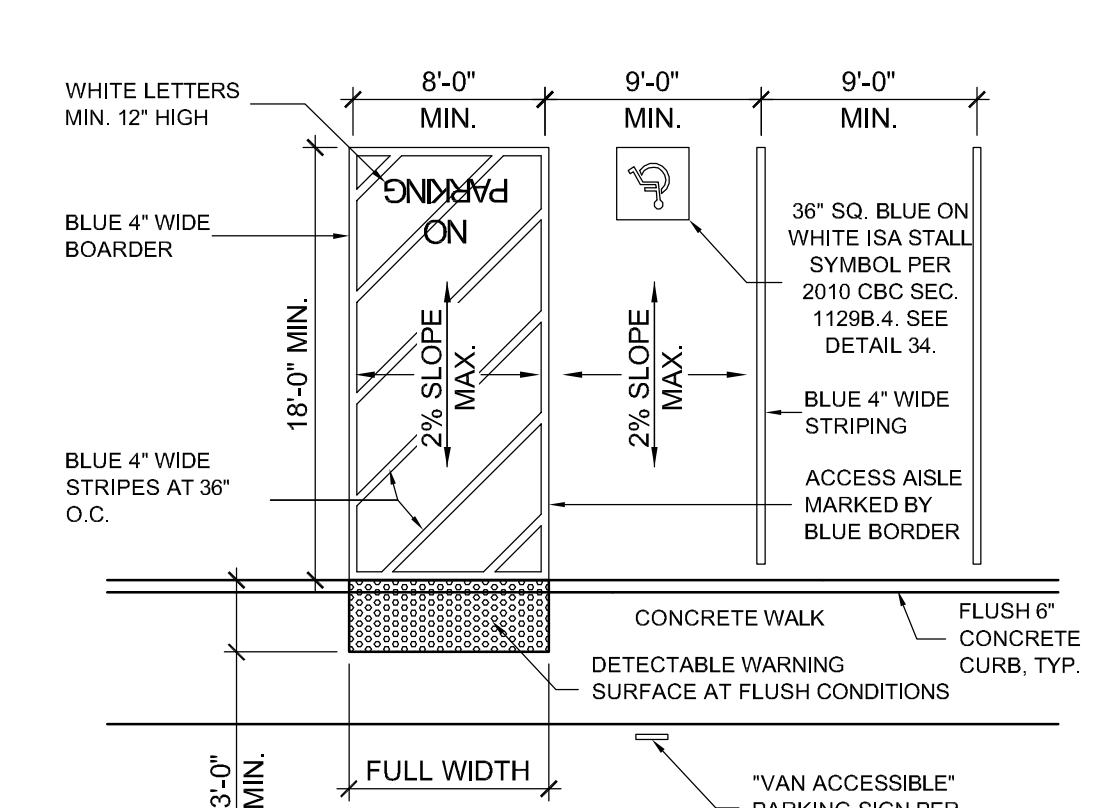 8'-0"
MIN.
9'-0"
MIN.
9'-0"
MIN.
WHITE LETTERS
MIN. 12" HIGH
NO
PARKING
BLUE 4" WIDE
BOARDER
36" SQ. BLUE ON
WHITE ISA STALL
SYMBOL PER
2010 CBC SEC.
1129B.4. SEE
DETAIL 34.
18'-0" MIN.
2% SLOPE
MAX.
2% SLOPE
MAX.
BLUE 4" WIDE
STRIPING
BLUE 4" WIDE
STRIPES AT 36"
O.C.
ACCESS AISLE
MARKED BY
BLUE BORDER
CONCRETE WALK
FLUSH 6"
CONCRETE
CURB, TYP.
DETECTABLE WARNING
SURFACE AT FLUSH CONDITIONS
3'-0"
MIN.
FULL WIDTH
"VAN ACCESSIBLE"
PARKING SIGN PER